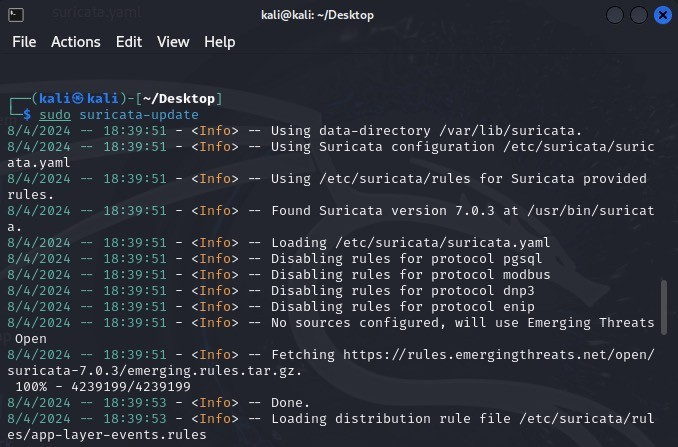 suricata.yaml
kali@kali: ~/Desktop
File Actions Edit View Help
┌──(kali㉿kali)-[~/Desktop]
└─$ sudo suricata-update
8/4/2024 -- 18:39:51 - <Info> -- Using data-directory /var/lib/suricata.
8/4/2024 -- 18:39:51 - <Info> -- Using Suricata configuration /etc/suricata/suric
ata.yaml
8/4/2024 -- 18:39:51 - <Info> -- Using /etc/suricata/rules for Suricata provided
rules.
8/4/2024 -- 18:39:51 - <Info> -- Found Suricata version 7.0.3 at /usr/bin/suricat
a.
8/4/2024 -- 18:39:51 - <Info> -- Loading /etc/suricata/suricata.yaml
8/4/2024 -- 18:39:51 - <Info> -- Disabling rules for protocol pgsql
8/4/2024 -- 18:39:51 - <Info> -- Disabling rules for protocol modbus
8/4/2024 -- 18:39:51 - <Info> -- Disabling rules for protocol dnp3
8/4/2024 -- 18:39:51 - <Info> -- Disabling rules for protocol enip
8/4/2024 -- 18:39:51 - <Info> -- No sources configured, will use Emerging Threats
Open
8/4/2024 -- 18:39:51 - <Info> -- Fetching https://rules.emergingthreats.net/open/
suricata-7.0.3/emerging.rules.tar.gz.
100% - 4239199/4239199
8/4/2024 -- 18:39:53 - <Info> -- Done.
8/4/2024 -- 18:39:53 - <Info> -- Loading distribution rule file /etc/suricata/rul
es/app-layer-events.rules